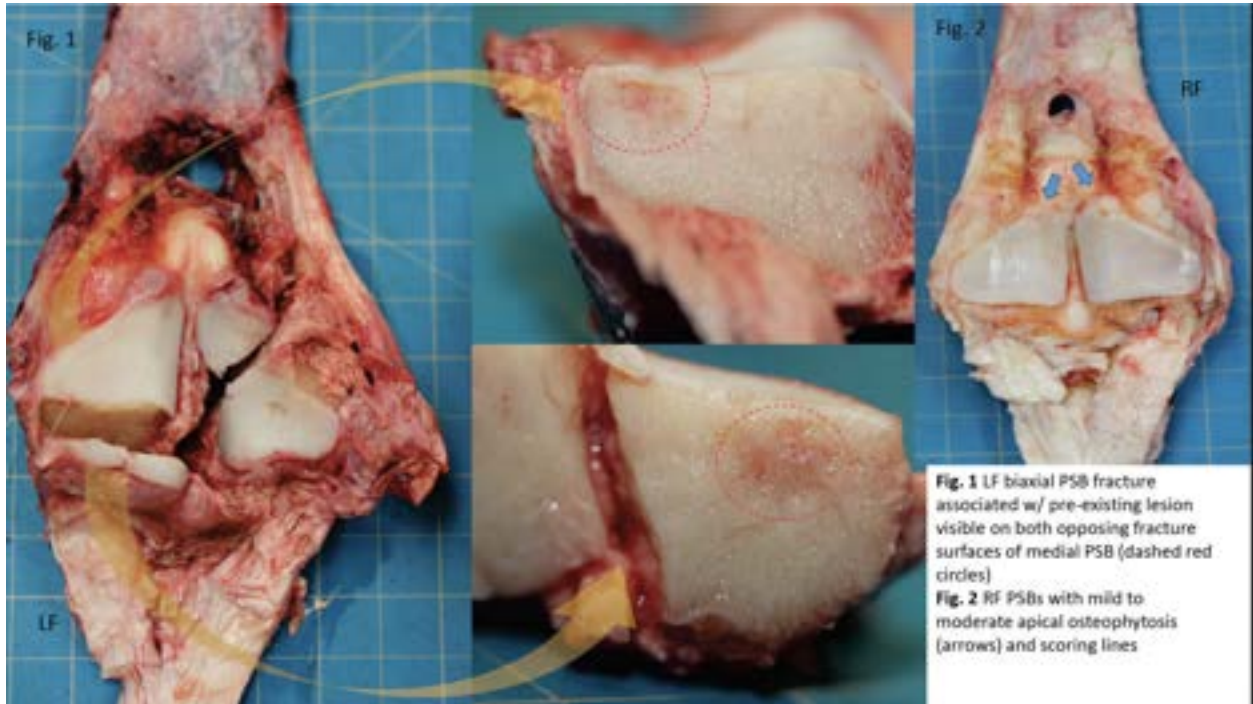 Fig. 1
Fig. 2
RF
LF
Fig. 1 LF biaxial PSB fracture
associated w/ pre-existing lesion
visible on both opposing fracture
surfaces of medial PSB (dashed red
circles)
Fig. 2 RF PSBs with mild to
moderate apical osteophytosis
(arrows) and scoring lines